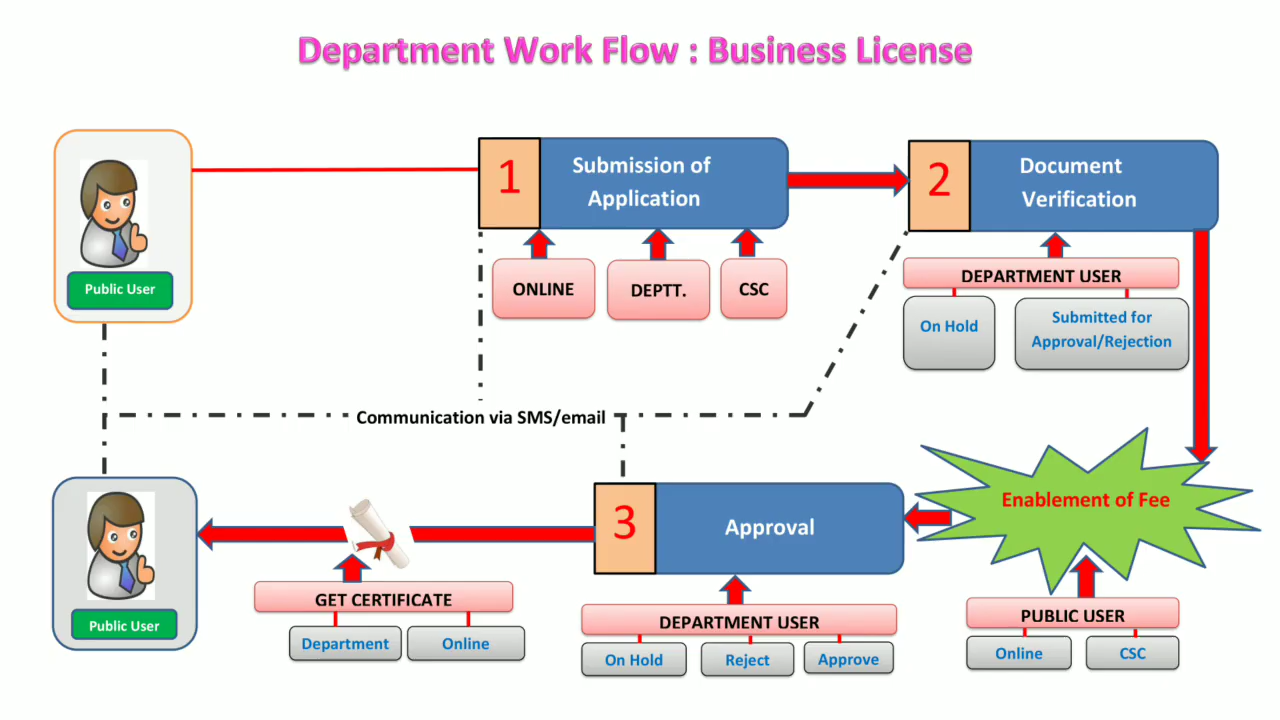 Department Work Flow : Business License
1
Submission of
Application
2
Document
Verification
Public User
ONLINE
DEPTT.
CSC
DEPARTMENT USER
On Hold
Submitted for
Approval/Rejection
Communication via SMS/email
Enablement of Fee
3
Approval
GET CERTIFICATE
Department
Online
DEPARTMENT USER
On Hold
Reject
Approve
PUBLIC USER
Online
CSC
Public User